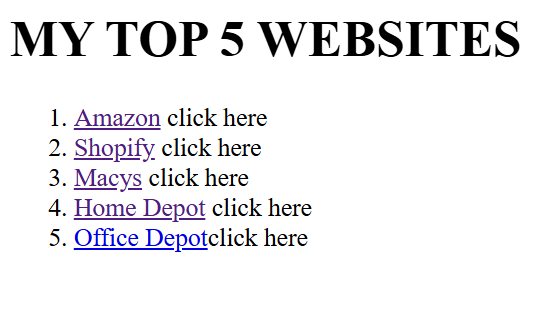 MY TOP 5 WEBSITES
1. Amazon click here
2. Shopify click here
3. Macys click here
4. Home Depot click here
5. Office Depotclick here